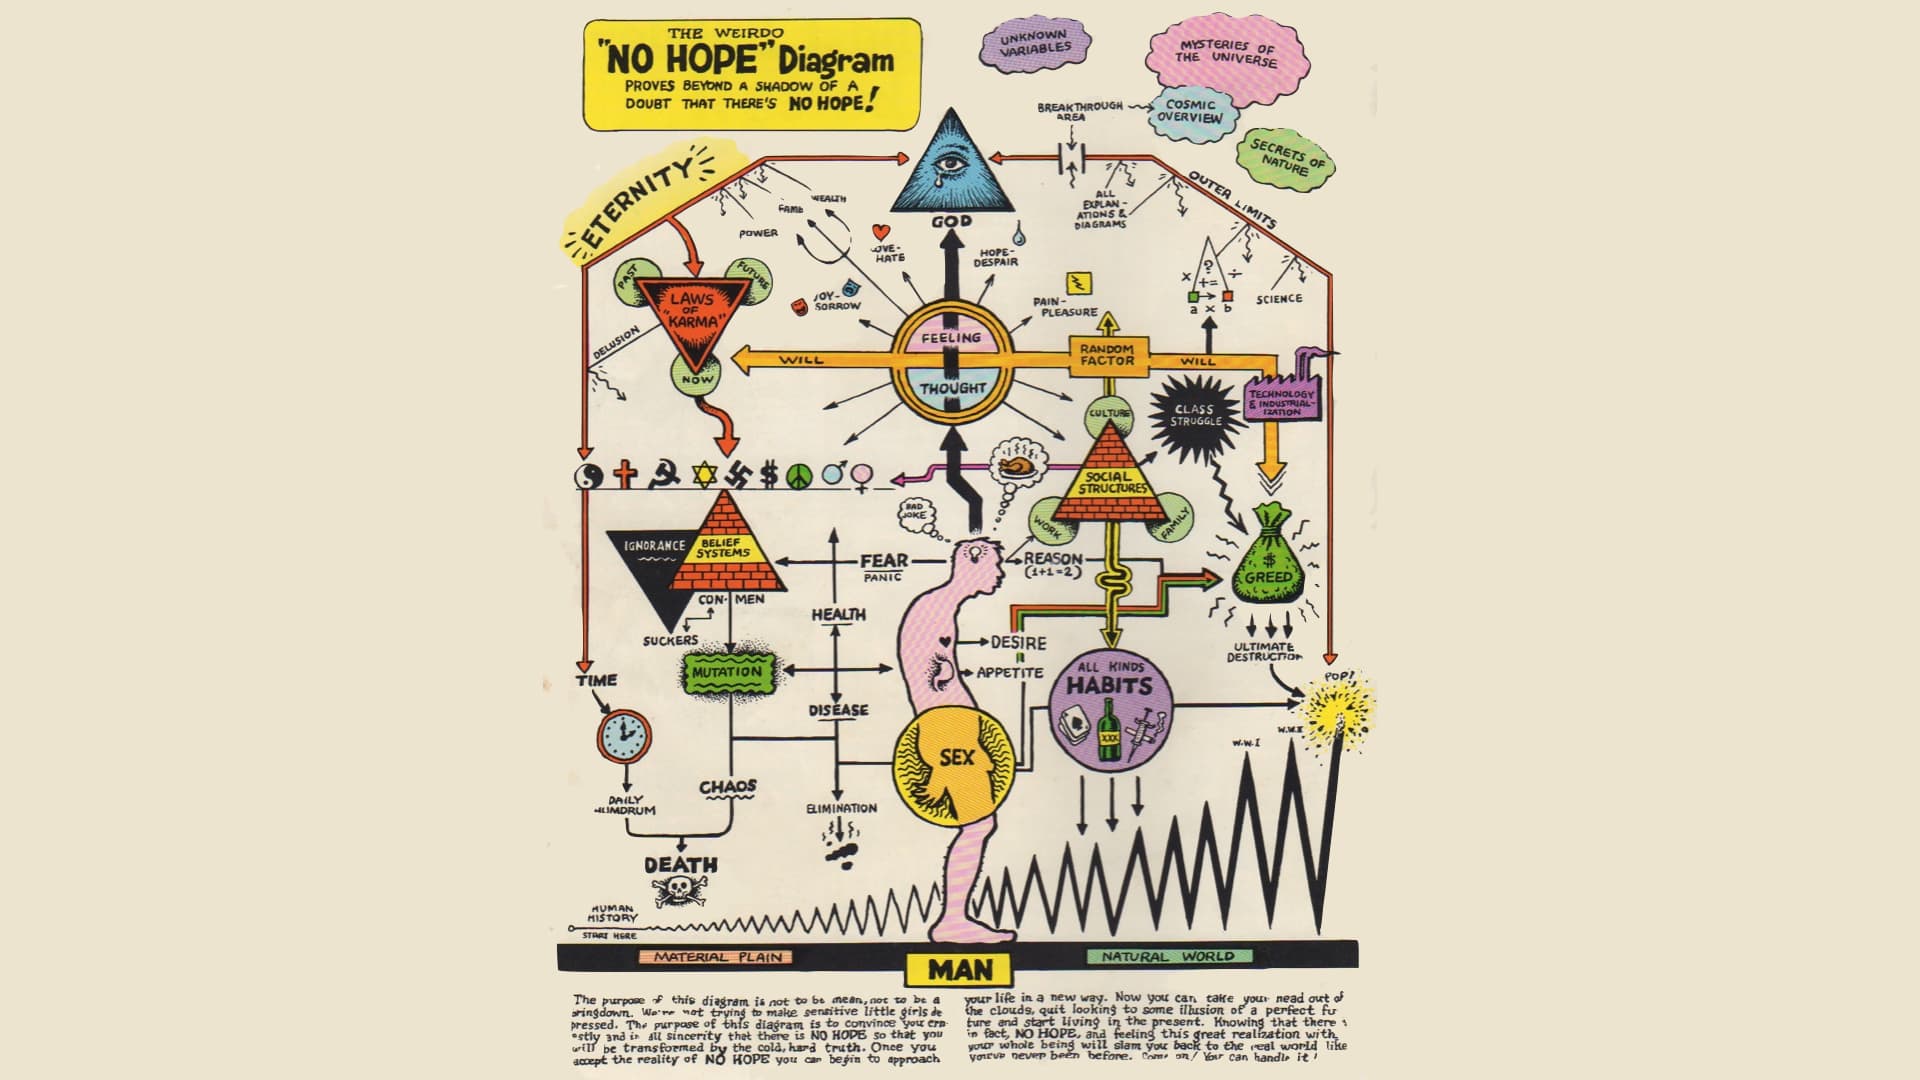 THE WEIRDO
"NO HOPE" Diagram
PROVES BEYOND A SHADOW OF A
DOUBT THAT THERE'S NO HOPE!
UNKNOWN
VARIABLES
MYSTERIES OF
THE UNIVERSE
BREAKTHROUGH
AREA
COSMIC
OVERVIEW
SECRETS OF
NATURE
ETERNITY
OUTER LIMITS
GOD
WEALTH
FAME
POWER
ALL
EXPLAN-
ATIONS &
DIAGRAMS
HATE
HOPE-
DESPAIR
PAST
FUTURE
LAWS
OF
"KARMA"
NOW
DELUSION
JOY-
SORROW
PAIN-
PLEASURE
?
× ÷
+=
a × b
SCIENCE
FEELING
THOUGHT
WILL
RANDOM
FACTOR
WILL
TECHNOLOGY
& INDUSTRIAL-
IZATION
CULTURE
CLASS
STRUGGLE
$
SOCIAL
STRUCTURES
WORK
FAMILY
BAD
JOKE
IGNORANCE
BELIEF
SYSTEMS
FEAR
PANIC
REASON
(1+1=2)
$
GREED
CON-MEN
SUCKERS
HEALTH
DESIRE
APPETITE
ULTIMATE
DESTRUCTION
MUTATION
TIME
ALL KINDS
HABITS
XXX
POP!
DISEASE
SEX
W.W.I
W.W.II
CHAOS
DAILY
HUMDRUM
ELIMINATION
DEATH
HUMAN
HISTORY
START HERE
MATERIAL PLAIN
MAN
NATURAL WORLD
The purpose of this diagram is not to be mean, not to be a
bringdown. We're not trying to make sensitive little girls de
pressed. The purpose of this diagram is to convince you ern-
estly and in all sincerity that there is NO HOPE so that you
will be transformed by the cold, hard truth. Once you
accept the reality of NO HOPE you can begin to approach
your life in a new way. Now you can take your head out of
the clouds, quit looking to some illusion of a perfect fu
ture and start living in the present. Knowing that there
in fact, NO HOPE, and feeling this great realization with
your whole being will slam you back to the real world like
you've never been before. Come on! You can handle it!